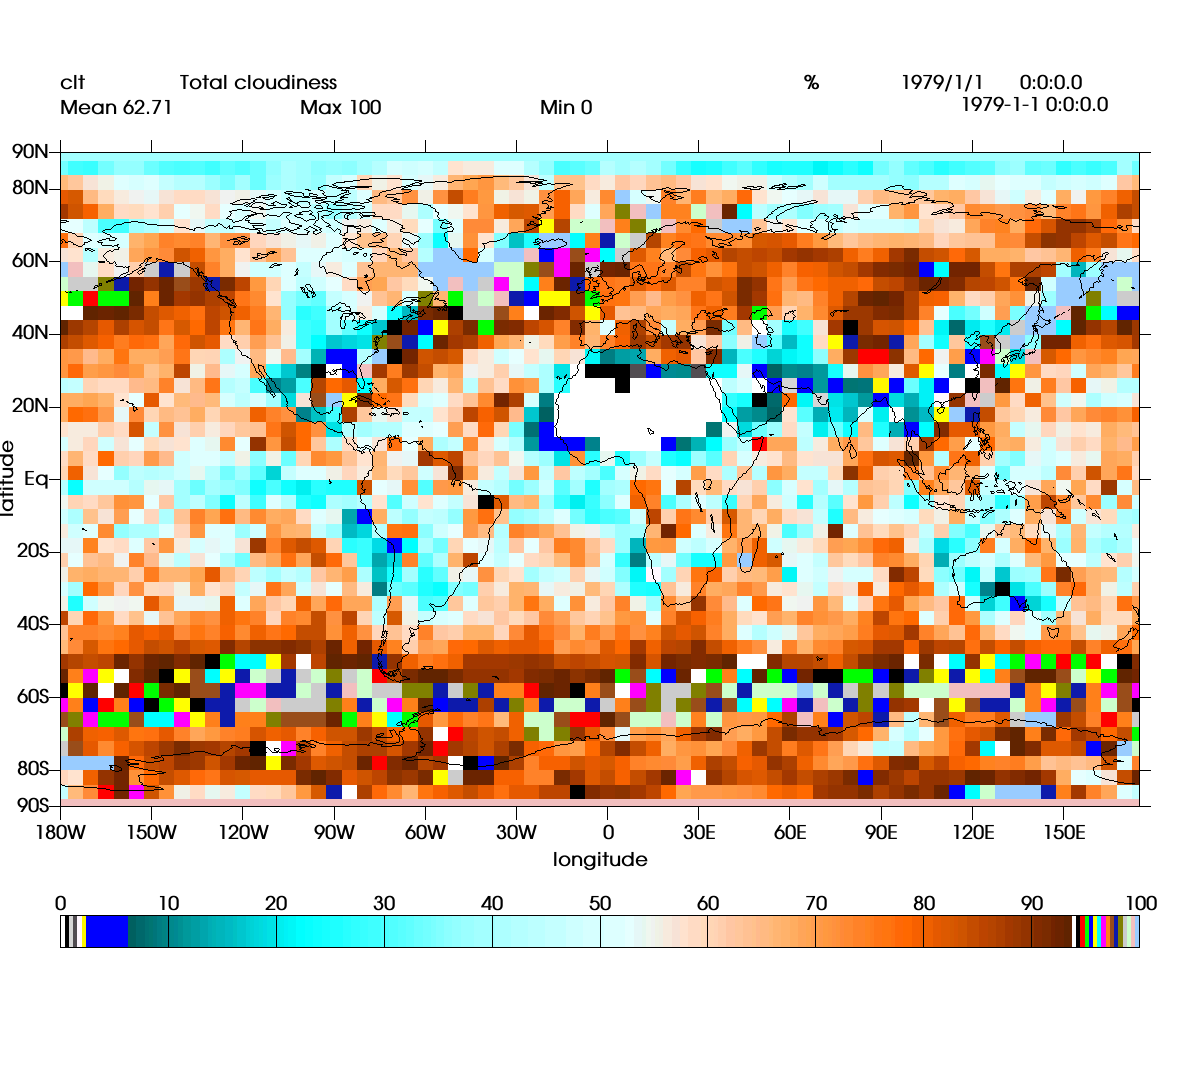 clt Total cloudiness % 1979/1/1 0:0:0.0
Mean 62.71 Max 100 Min 0 1979-1-1 0:0:0.0
90N
80N
60N
40N
20N
Eq
20S
40S
60S
80S
90S
latitude
180W 150W 120W 90W 60W 30W 0 30E 60E 90E 120E 150E
longitude
0 10 20 30 40 50 60 70 80 90 100